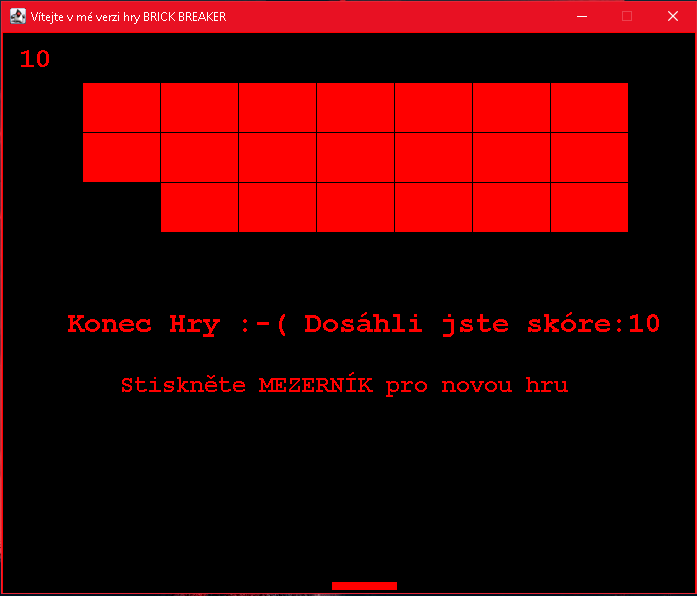 Vítejte v mé verzi hry BRICK BREAKER
10
Konec Hry :-( Dosáhli jste skóre:10
Stiskněte MEZERNÍK pro novou hru